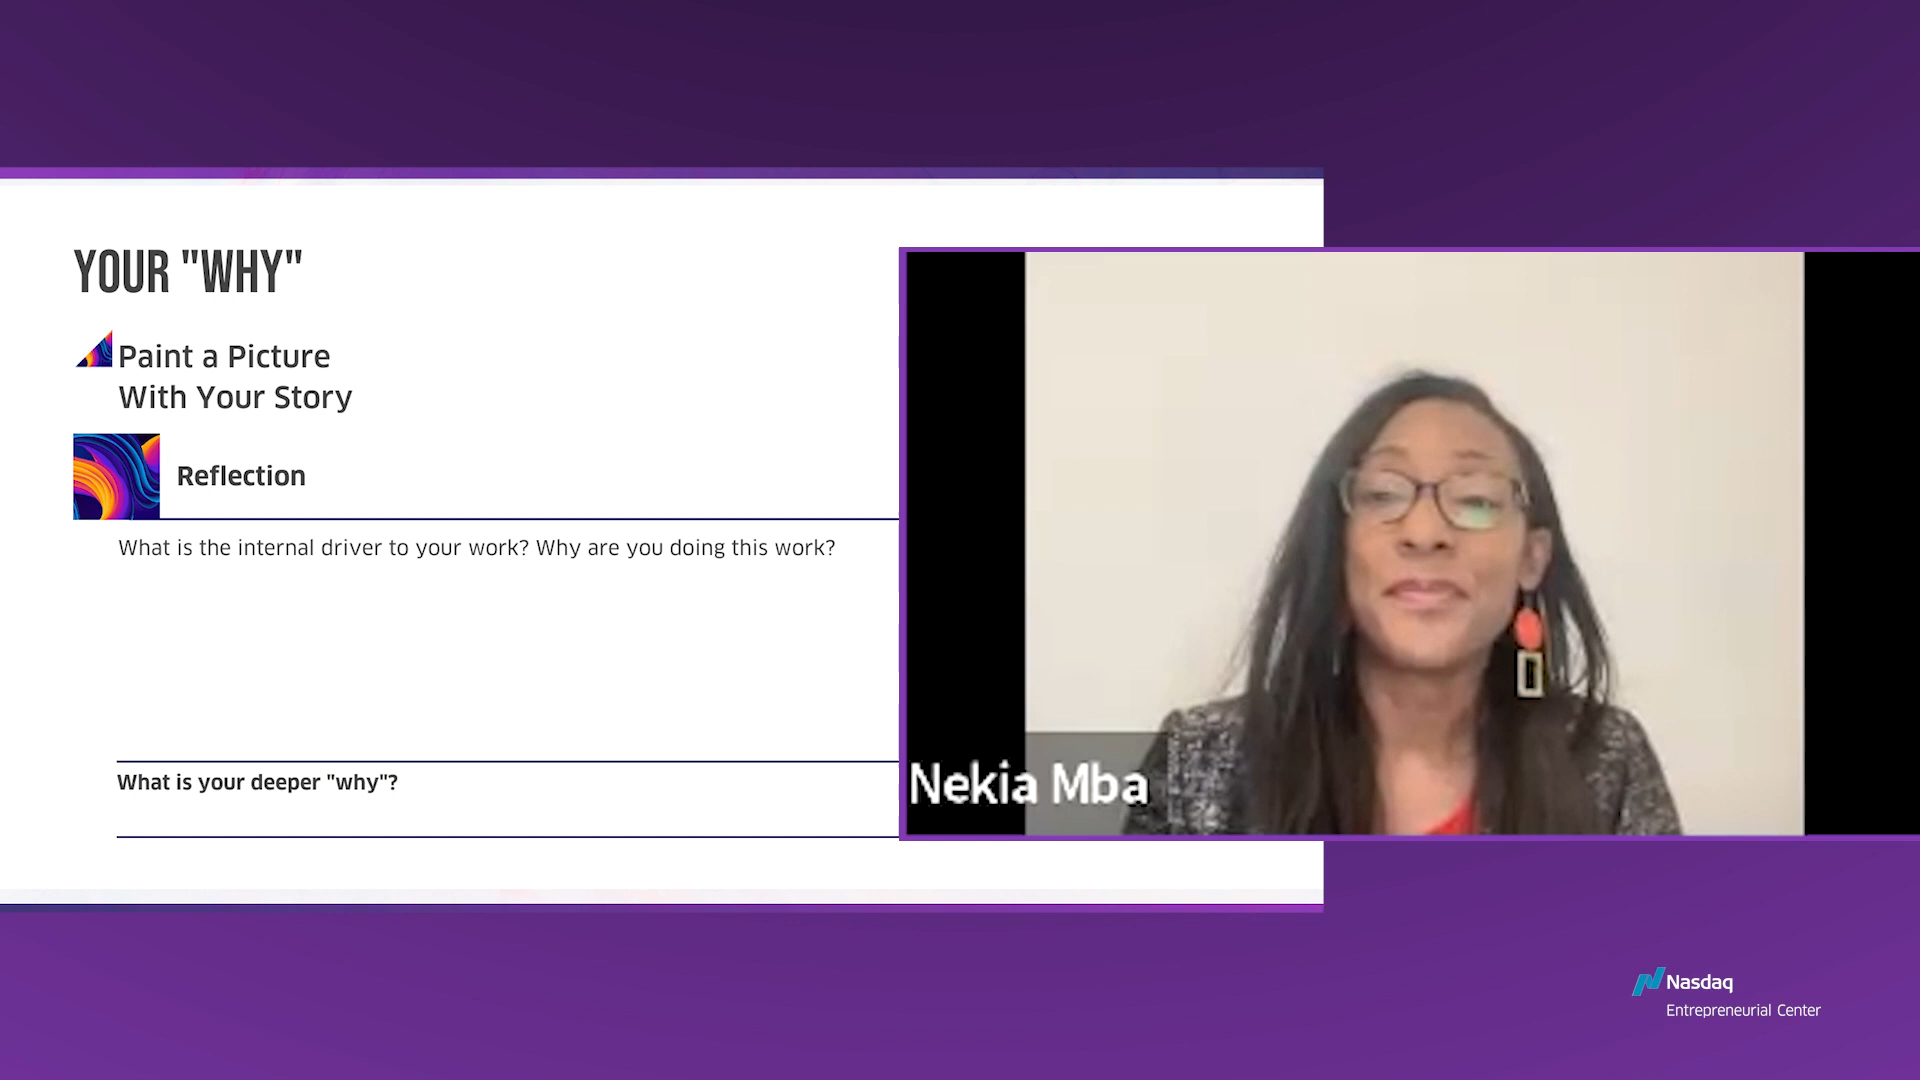 YOUR "WHY"
Paint a Picture
With Your Story
Reflection
What is the internal driver to your work? Why are you doing this work?
What is your deeper "why"?
Nekia Mba
Nasdaq
Entrepreneurial Center